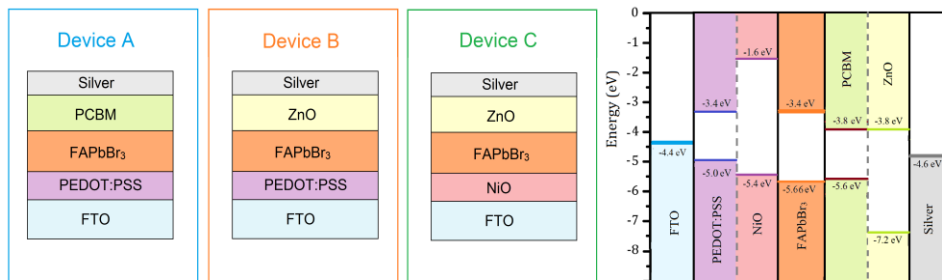 Device A
Silver
PCBM
FAPbBr₃
PEDOT:PSS
FTO
Device B
Silver
ZnO
FAPbBr₃
PEDOT:PSS
FTO
Device C
Silver
ZnO
FAPbBr₃
NiO
FTO
Energy (eV)
-0
-1
-2
-3
-4
-5
-6
-7
-8
-4.4 eV
FTO
-3.4 eV
-5.0 eV
PEDOT:PSS
-1.6 eV
-5.4 eV
NiO
-3.4 eV
-5.66 eV
FAPbBr₃
PCBM
-3.8 eV
-5.6 eV
ZnO
-3.8 eV
-7.2 eV
-4.6 eV
Silver